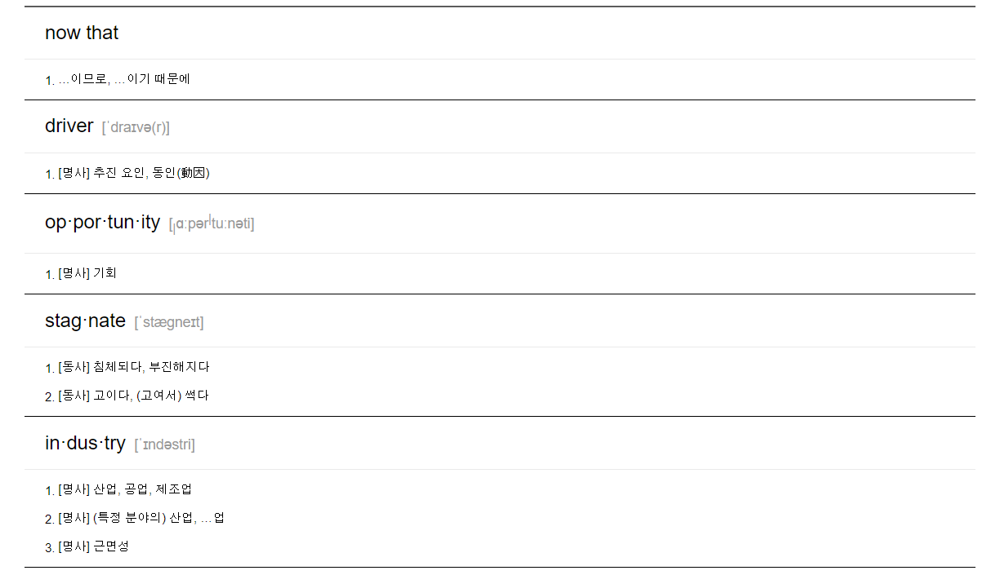 now that
1. …이므로, …이기 때문에
driver [ˈdraɪvə(r)]
1. [명사] 추진 요인, 동인(動因)
op·por·tun·ity [ˌɑːpərˈtuːnəti]
1. [명사] 기회
stag·nate [ˈstæɡneɪt]
1. [동사] 침체되다, 부진해지다
2. [동사] 고이다, (고여서) 썩다
in·dus·try [ˈɪndəstri]
1. [명사] 산업, 공업, 제조업
2. [명사] (특정 분야의) 산업, …업
3. [명사] 근면성